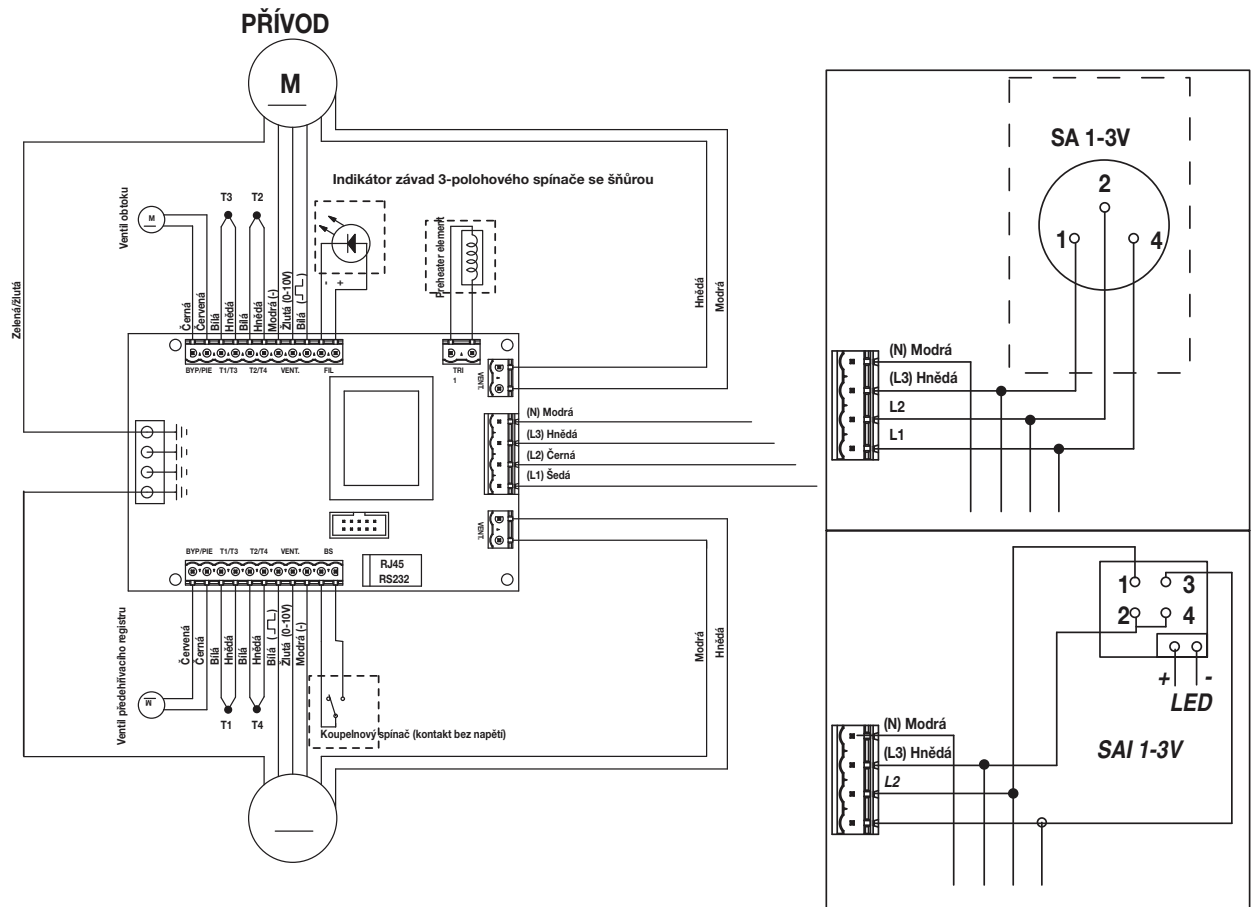 PŘÍVOD
M
Indikátor závad 3-polohového spínače se šňůrou
Ventil obtoku
M
T3
T2
- +
Preheater element
Zelená/žlutá
Černá
Červená
Bílá
Hnědá
Bílá
Hnědá
Modrá (-)
Žlutá (0-10V)
Bílá ( )
Hnědá
Modrá
BYP/PIE T1/T3 T2/T4 VENT. FIL
TRI
1
VENT.
(N) Modrá
(L3) Hnědá
(L2) Černá
(L1) Šedá
VENT.
BYP/PIE T1/T3 T2/T4 VENT. BS
RJ45
RS232
Červená
Černá
Bílá
Hnědá
Bílá
Hnědá
Bílá ( )
Žlutá (0-10V)
Modrá (-)
Modrá
Hnědá
Ventil předehřívacího registru
M
T1
T4
Koupelnový spínač (kontakt bez napětí)
SA 1-3V
2
1
4
(N) Modrá
(L3) Hnědá
L2
L1
1 3
2 4
+ -
LED
SAI 1-3V
(N) Modrá
(L3) Hnědá
L2